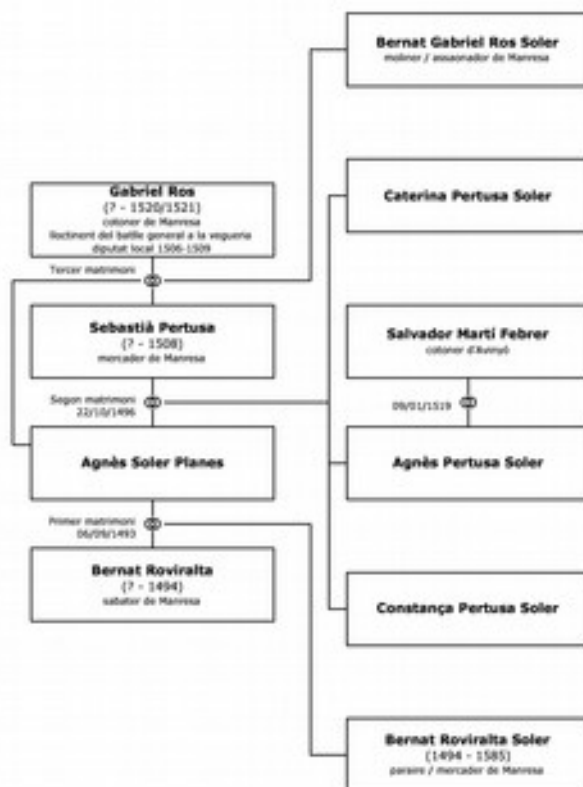 Bernat Gabriel Ros Soler
moliner / assaonador de Manresa
Caterina Pertusa Soler
Gabriel Ros
(? - 1520/1521)
cotoner de Manresa
lloctinent del batlle general a la vegueria
diputat local 1506-1509
Tercer matrimoni
Sebastià Pertusa
(? - 1508)
mercader de Manresa
Salvador Martí Febrer
cotoner d'Avinyó
Segon matrimoni
22/10/1496
09/01/1519
Agnès Soler Planes
Agnès Pertusa Soler
Primer matrimoni
06/09/1493
Bernat Roviralta
(? - 1494)
sabater de Manresa
Constança Pertusa Soler
Bernat Roviralta Soler
(1494 - 1585)
paraire / mercader de Manresa